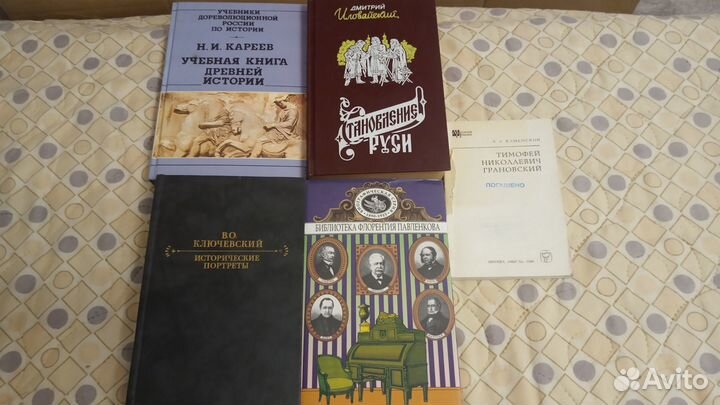 УЧЕБНИКИ
ДОРЕВОЛЮЦИОННОЙ
РОССИИ
ПО ИСТОРИИ
Н. И. КАРЕЕВ
УЧЕБНАЯ КНИГА
ДРЕВНЕЙ
ИСТОРИИ
ДМИТРИЙ
Иловайский
СТАНОВЛЕНИЕ
РУСИ
ТИМОФЕЙ
НИКОЛАЕВИЧ
ГРАНОВСКИЙ
ПОГАШЕНО
В.О.
КЛЮЧЕВСКИЙ
ИСТОРИЧЕСКИЕ
ПОРТРЕТЫ
БИБЛИОТЕКА ФЛОРЕНТИЯ ПАВЛЕНКОВА
Avito